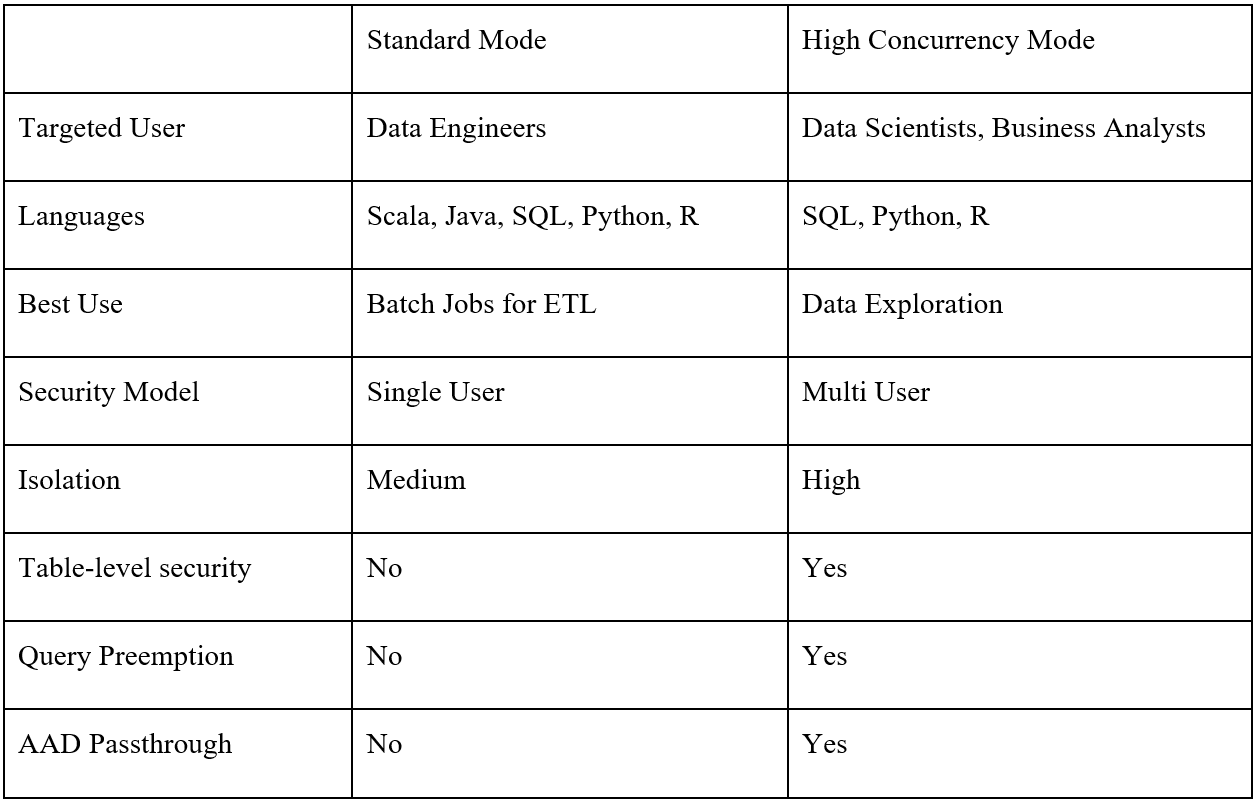 Standard Mode High Concurrency Mode
Targeted User Data Engineers Data Scientists, Business Analysts
Languages Scala, Java, SQL, Python, R SQL, Python, R
Best Use Batch Jobs for ETL Data Exploration
Security Model Single User Multi User
Isolation Medium High
Table-level security No Yes
Query Preemption No Yes
AAD Passthrough No Yes